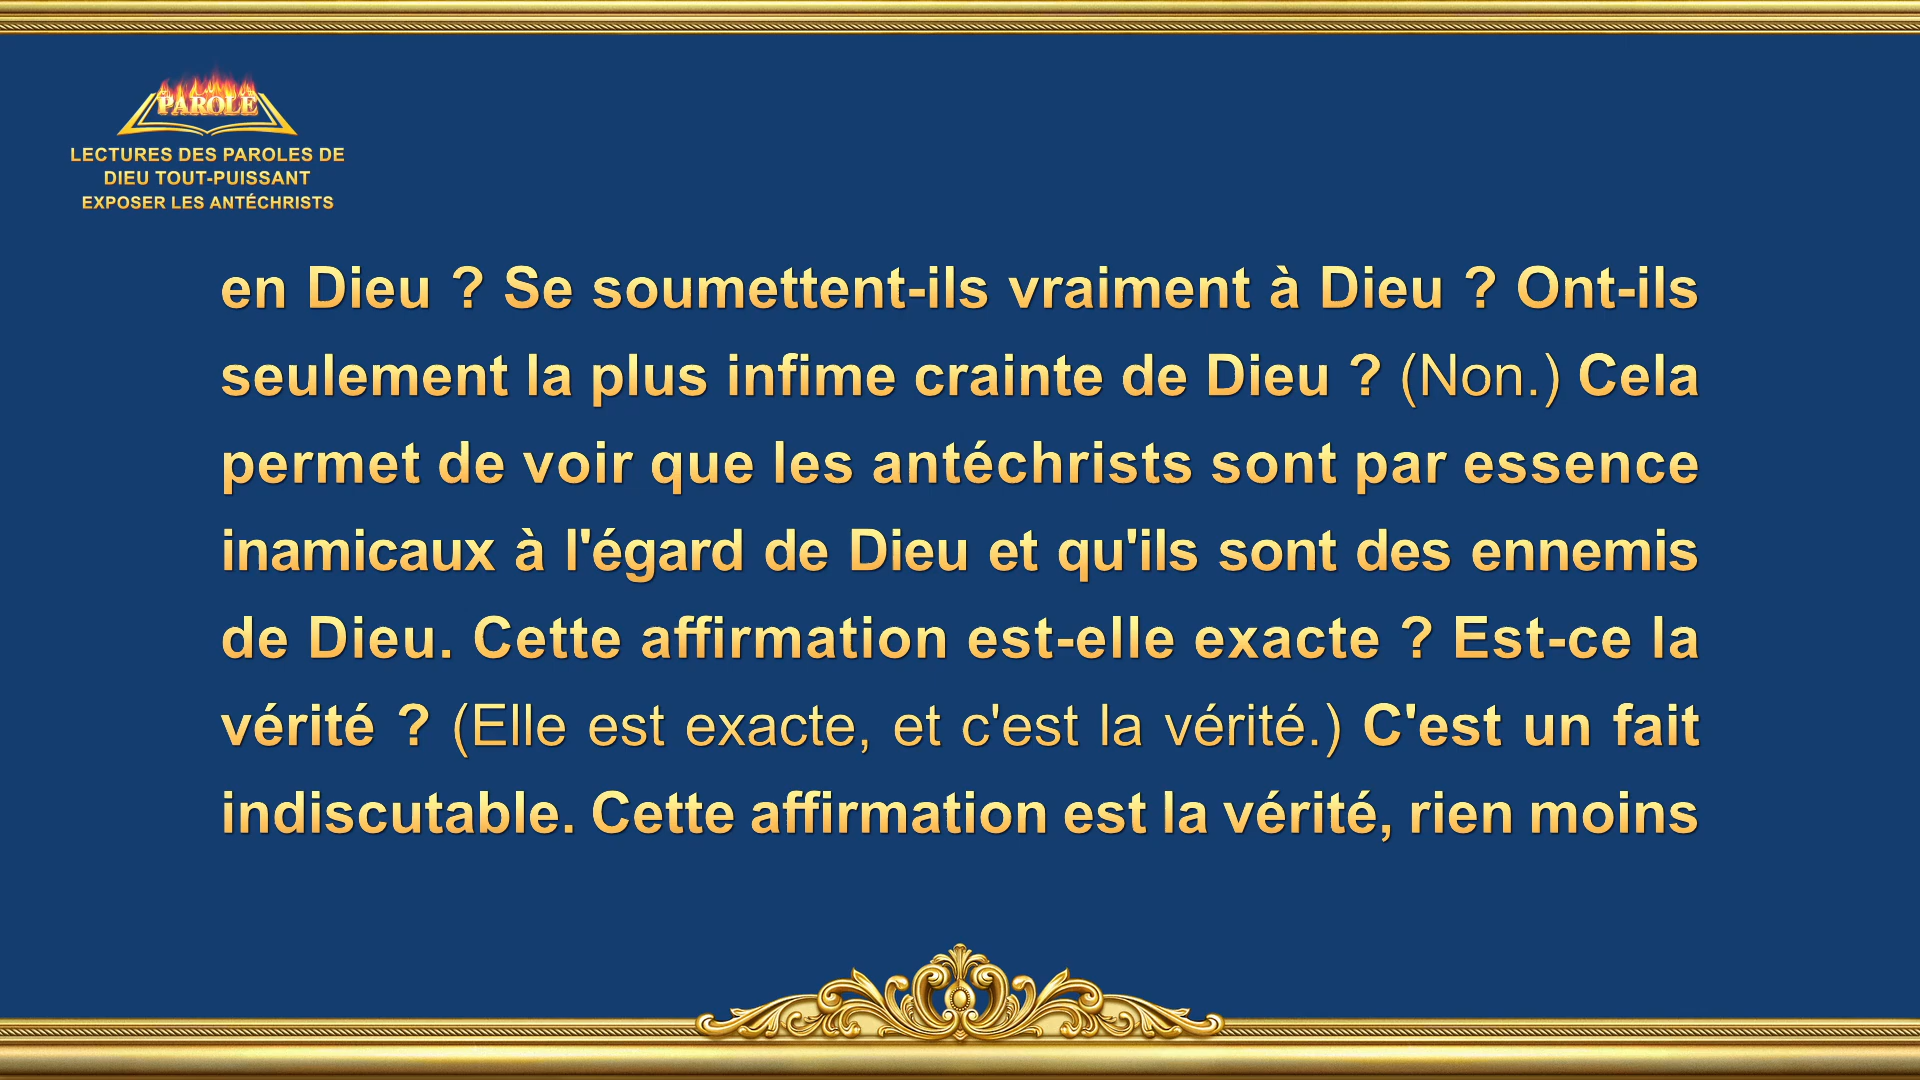 PAROLE
LECTURES DES PAROLES DE
DIEU TOUT-PUISSANT
EXPOSER LES ANTÉCHRISTS
en Dieu ? Se soumettent-ils vraiment à Dieu ? Ont-ils
seulement la plus infime crainte de Dieu ? (Non.) Cela
permet de voir que les antéchrists sont par essence
inamicaux à l'égard de Dieu et qu'ils sont des ennemis
de Dieu. Cette affirmation est-elle exacte ? Est-ce la
vérité ? (Elle est exacte, et c'est la vérité.) C'est un fait
indiscutable. Cette affirmation est la vérité, rien moins